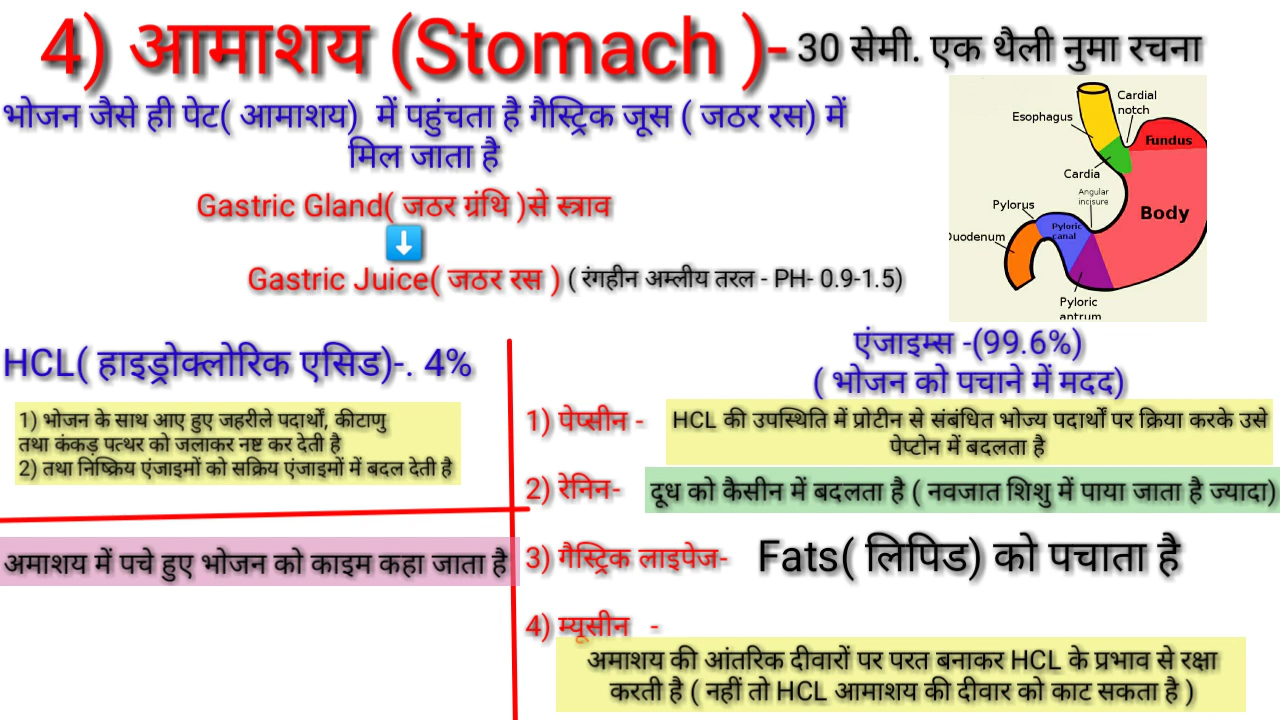 4) आमाशय (Stomach )- 30 सेमी. एक थैली नुमा रचना
भोजन जैसे ही पेट( आमाशय) में पहुंचता है गैस्ट्रिक जूस ( जठर रस) में
मिल जाता है
Gastric Gland( जठर ग्रंथि )से स्त्राव
Gastric Juice( जठर रस ) ( रंगहीन अम्लीय तरल - PH- 0.9-1.5)
Cardial
notch
Esophagus
Fundus
Cardia
Angular
incisure
Pylorus
Body
Pyloric
canal
Duodenum
Pyloric
antrum
HCL( हाइड्रोक्लोरिक एसिड)-. 4%
1) भोजन के साथ आए हुए जहरीले पदार्थों, कीटाणु
तथा कंकड़ पत्थर को जलाकर नष्ट कर देती है
2) तथा निष्क्रिय एंजाइमों को सक्रिय एंजाइमों में बदल देती है
अमाशय में पचे हुए भोजन को काइम कहा जाता है
एंजाइम्स -(99.6%)
( भोजन को पचाने में मदद)
1) पेप्सीन - HCL की उपस्थिति में प्रोटीन से संबंधित भोज्य पदार्थों पर क्रिया करके उसे
पेप्टोन में बदलता है
2) रेनिन- दूध को कैसीन में बदलता है ( नवजात शिशु में पाया जाता है ज्यादा)
3) गैस्ट्रिक लाइपेज- Fats( लिपिड) को पचाता है
4) म्यूसीन -
अमाशय की आंतरिक दीवारों पर परत बनाकर HCL के प्रभाव से रक्षा
करती है ( नहीं तो HCL आमाशय की दीवार को काट सकता है )